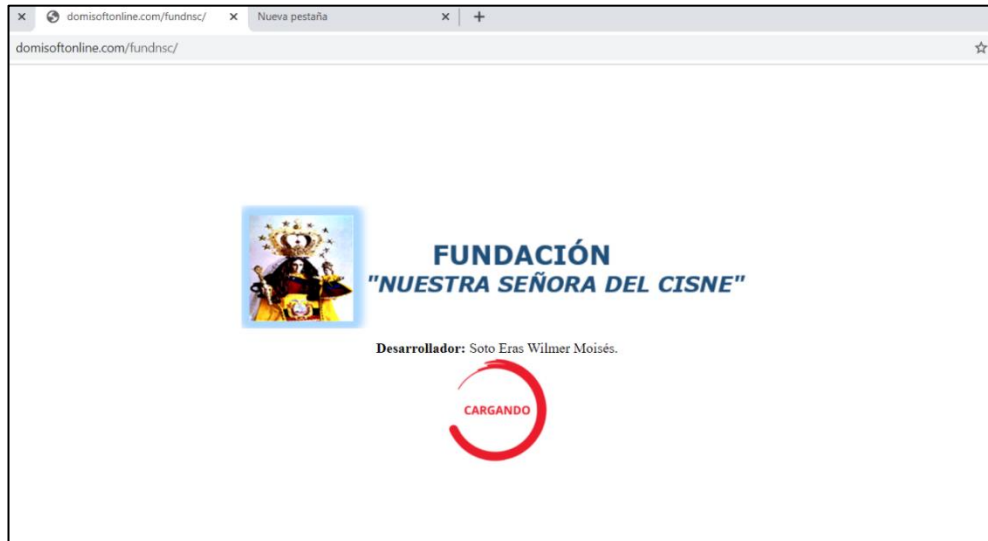 domisoftonline.com/fundnsc/
Nueva pestaña
domisoftonline.com/fundnsc/
FUNDACIÓN
"NUESTRA SEÑORA DEL CISNE"
Desarrollador: Soto Eras Wilmer Moisés.
CARGANDO